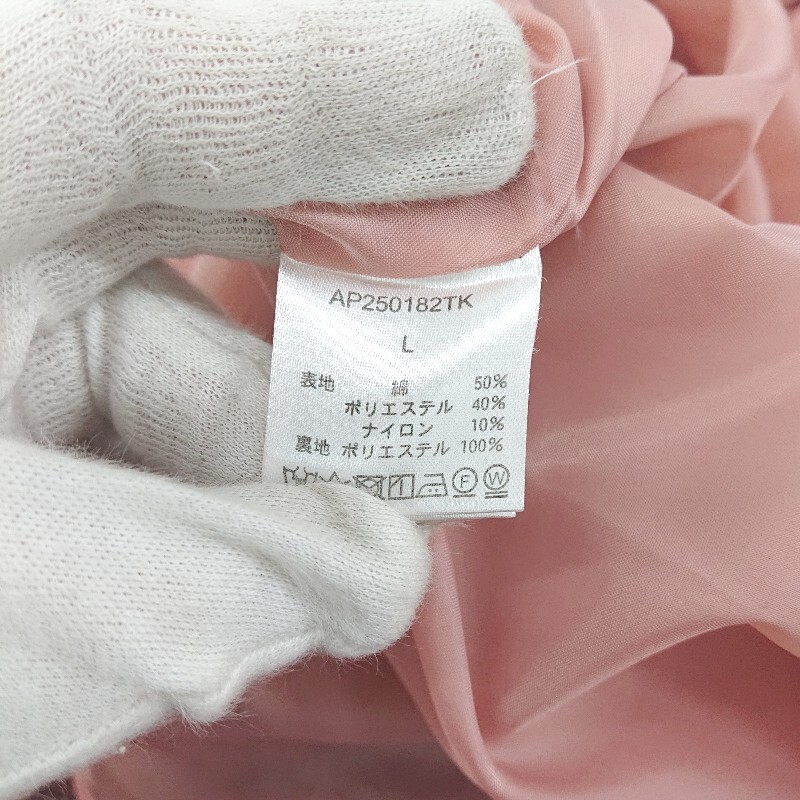 AP250182TK
L
表地 綿 50%
ポリエステル 40%
ナイロン 10%
裏地 ポリエステル 100%
F W